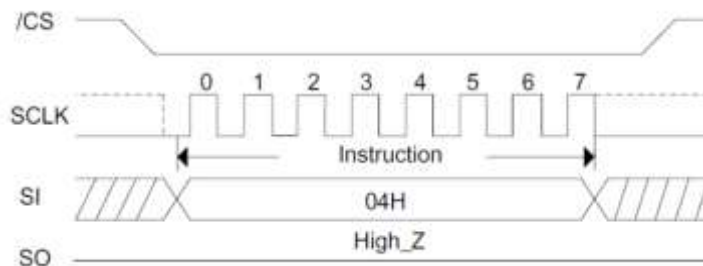 /CS
0 1 2 3 4 5 6 7
SCLK
Instruction
SI
04H
High_Z
SO